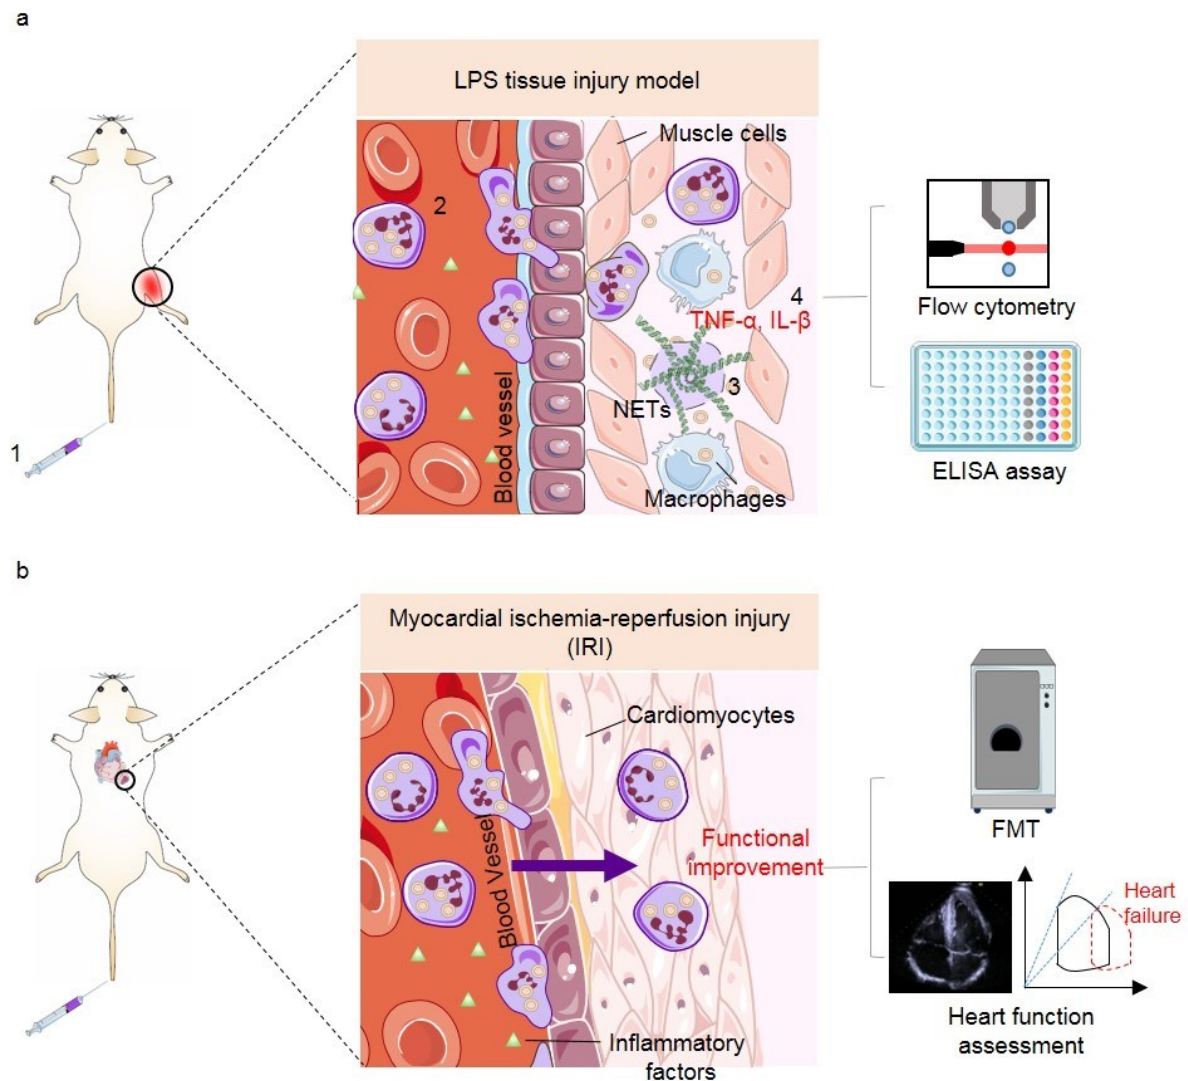 a
LPS tissue injury model
Muscle cells
2
4
TNF-α, IL-β
3
NETs
Blood vessel
Macrophages
1
Flow cytometry
ELISA assay
b
Myocardial ischemia-reperfusion injury
(IRI)
Cardiomyocytes
Blood Vessel
Functional
improvement
Inflammatory
factors
FMT
Heart
failure
Heart function
assessment